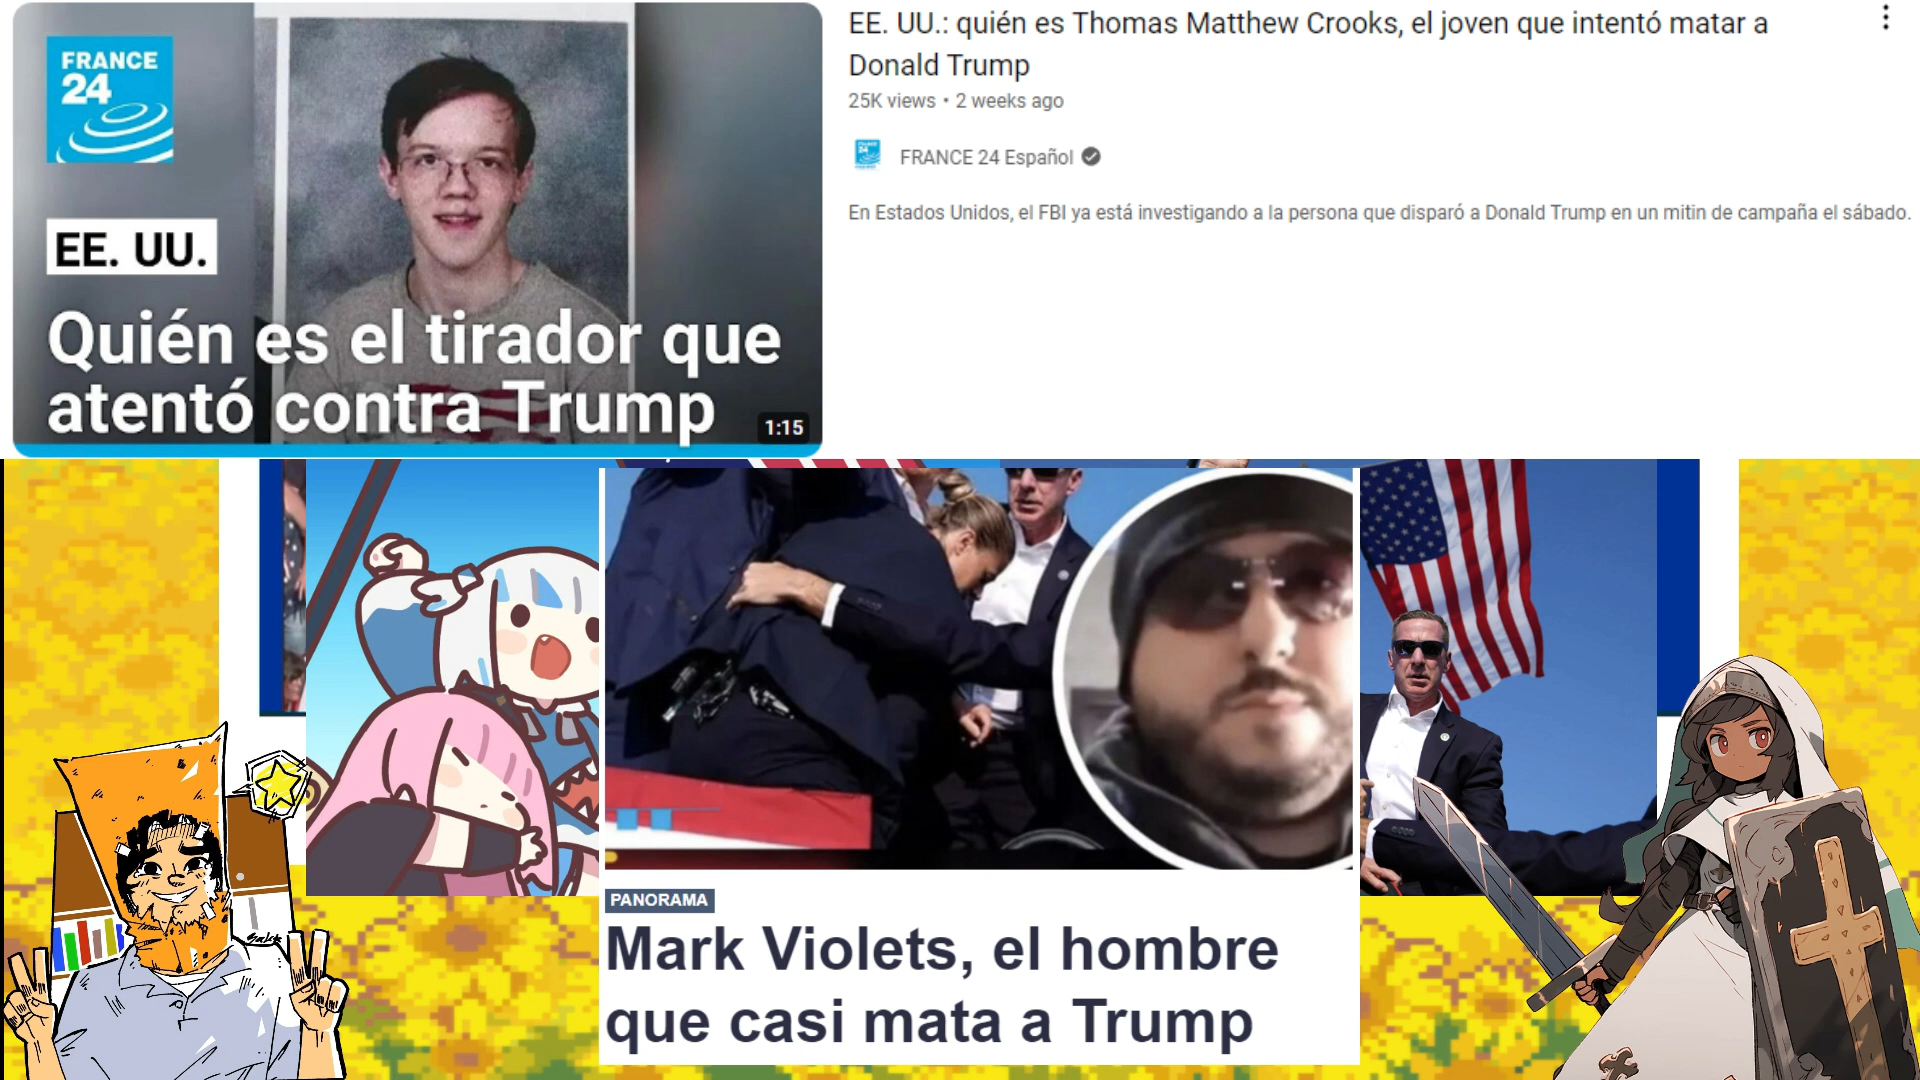 FRANCE
24
EE. UU.
Quién es el tirador que
atentó contra Trump
1:15
EE. UU.: quién es Thomas Matthew Crooks, el joven que intentó matar a
Donald Trump
25K views • 2 weeks ago
FRANCE 24 Español
En Estados Unidos, el FBI ya está investigando a la persona que disparó a Donald Trump en un mitin de campaña el sábado.
PANORAMA
Mark Violets, el hombre
que casi mata a Trump